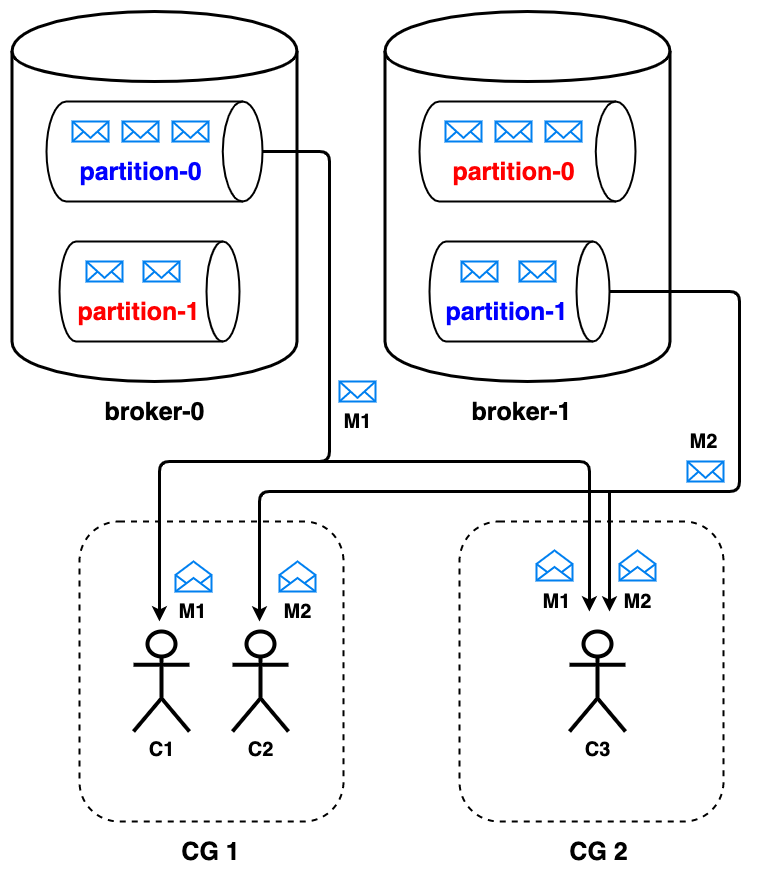 partition-0
partition-0
partition-1
partition-1
broker-0
broker-1
M1
M2
M1
M2
M1
M2
C1
C2
C3
CG 1
CG 2